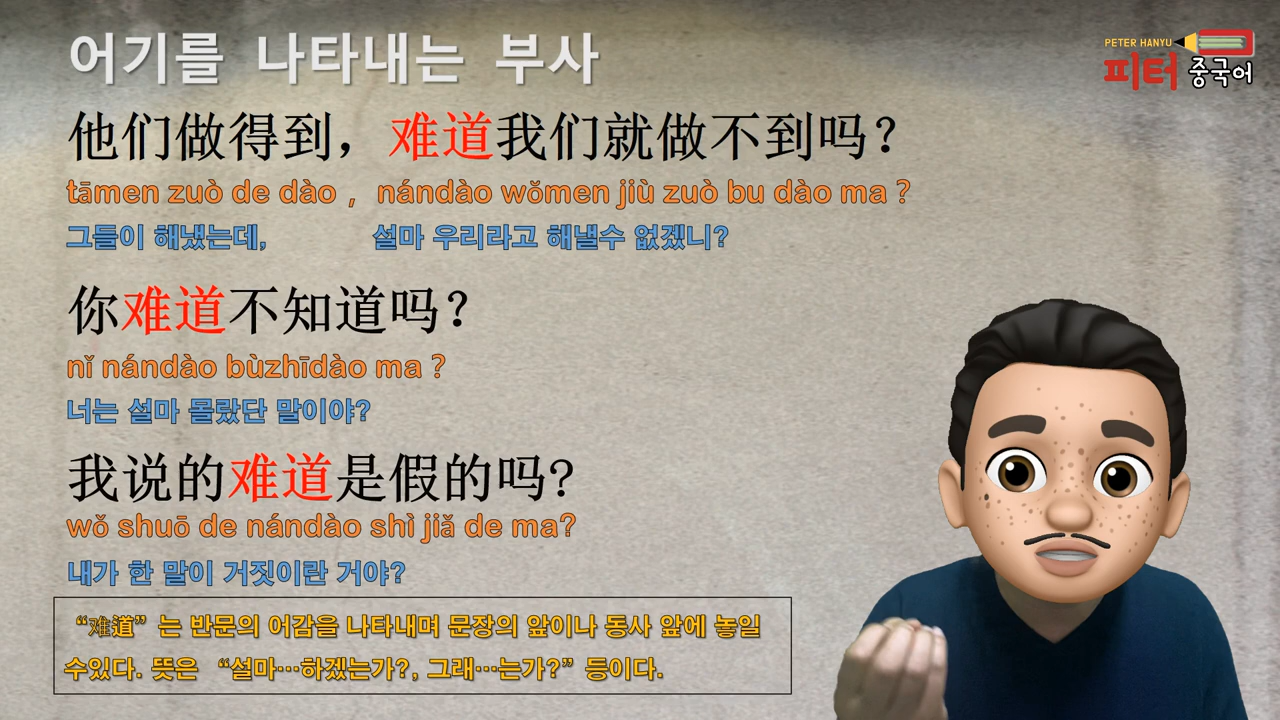 어기를 나타내는 부사
PETER HANYU
피터 중국어
他们做得到，难道我们就做不到吗？
tāmen zuò de dào， nándào wǒmen jiù zuò bu dào ma？
그들이 해냈는데, 설마 우리라고 해낼수 없겠니?
你难道不知道吗？
nǐ nándào bùzhīdào ma？
너는 설마 몰랐단 말이야?
我说的难道是假的吗?
wǒ shuō de nándào shì jiǎ de ma?
내가 한 말이 거짓이란 거야?
“难道”는 반문의 어감을 나타내며 문장의 앞이나 동사 앞에 놓일
수있다. 뜻은 “설마…하겠는가?, 그래…는가?” 등이다.